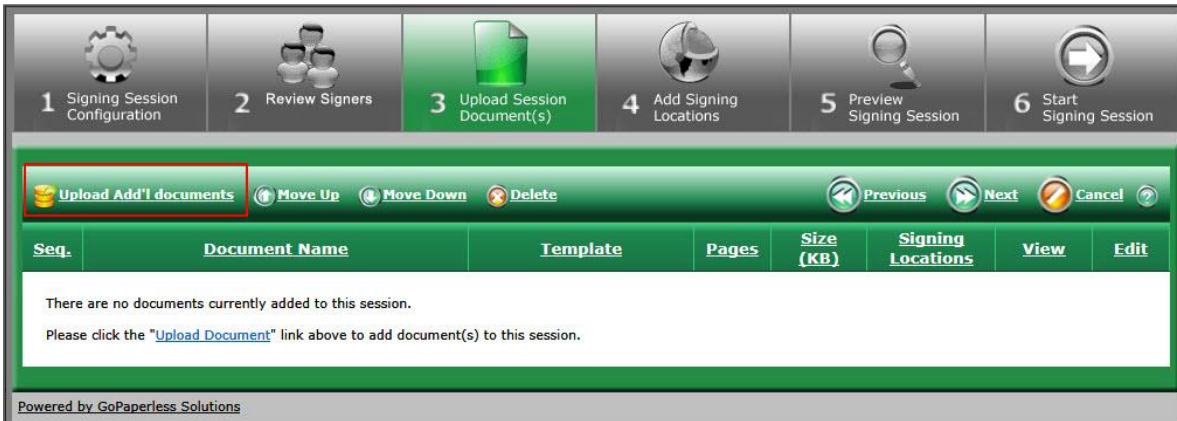 1 Signing Session Configuration
2 Review Signers
3 Upload Session Document(s)
4 Add Signing Locations
5 Preview Signing Session
6 Start Signing Session
Upload Add'l documents Move Up Move Down Delete Previous Next Cancel ?
Seq. Document Name Template Pages Size (KB) Signing Locations View Edit
There are no documents currently added to this session.
Please click the "Upload Document" link above to add document(s) to this session.
Powered by GoPaperless Solutions